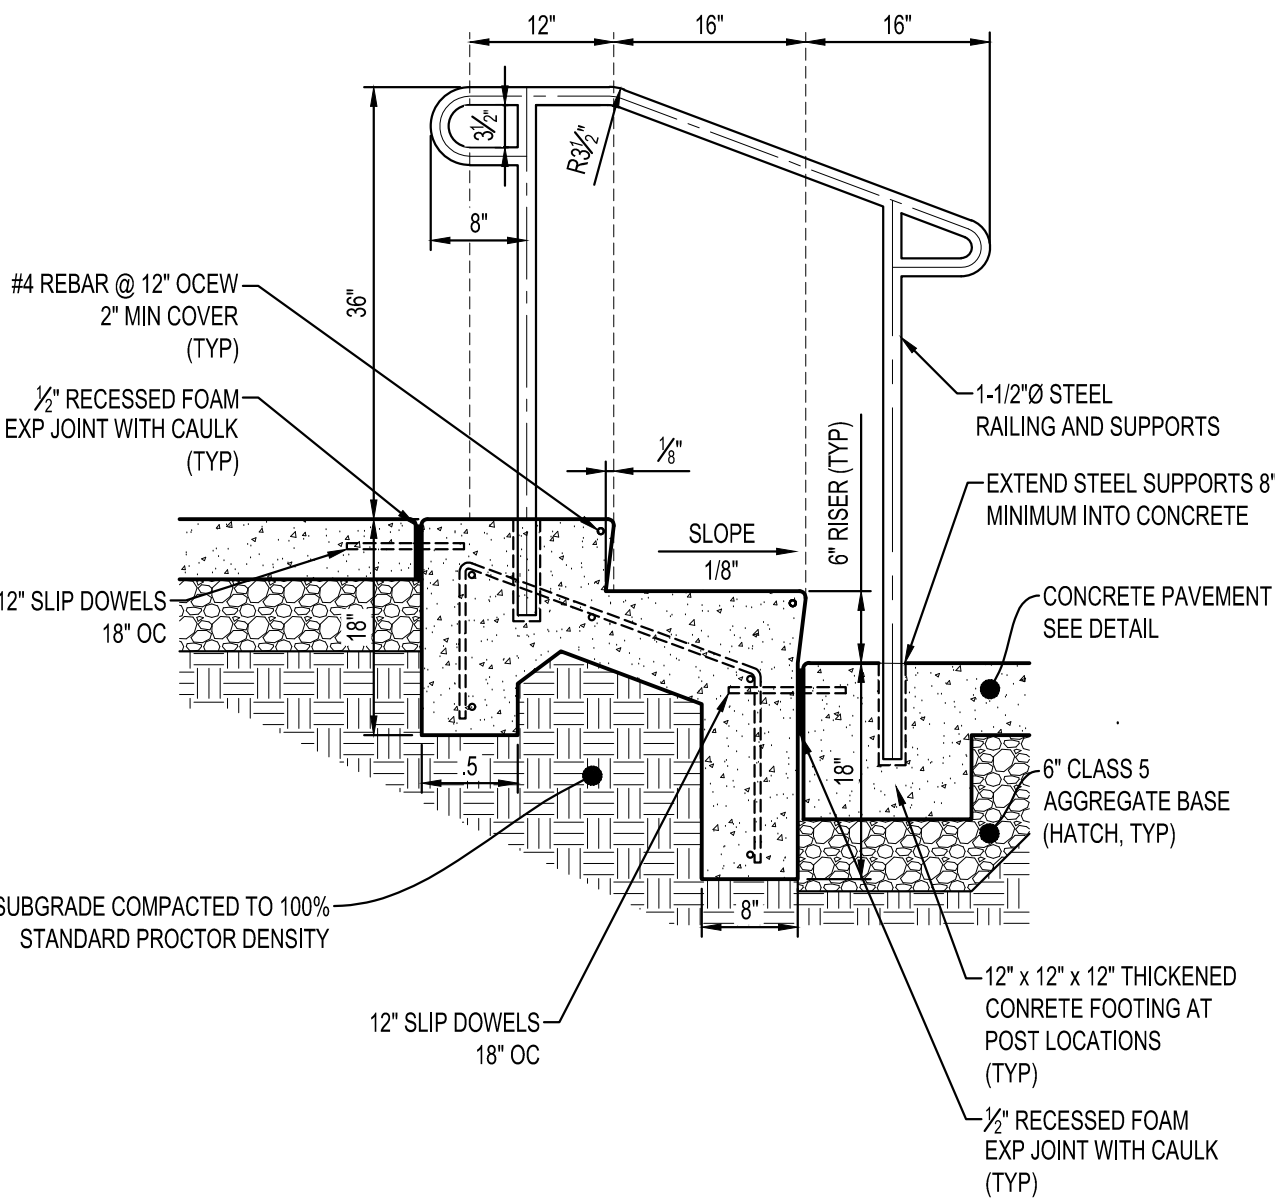 12"
16"
16"
3½"
R3½"
8"
36"
#4 REBAR @ 12" OCEW
2" MIN COVER
(TYP)
½" RECESSED FOAM
EXP JOINT WITH CAULK
(TYP)
1-1/2"Ø STEEL
RAILING AND SUPPORTS
⅛"
6" RISER (TYP)
EXTEND STEEL SUPPORTS 8"
MINIMUM INTO CONCRETE
SLOPE
1/8"
12" SLIP DOWELS
18" OC
18"
CONCRETE PAVEMENT
SEE DETAIL
.5
18"
6" CLASS 5
AGGREGATE BASE
(HATCH, TYP)
SUBGRADE COMPACTED TO 100%
STANDARD PROCTOR DENSITY
8"
12" SLIP DOWELS
18" OC
12" x 12" x 12" THICKENED
CONRETE FOOTING AT
POST LOCATIONS
(TYP)
½" RECESSED FOAM
EXP JOINT WITH CAULK
(TYP)